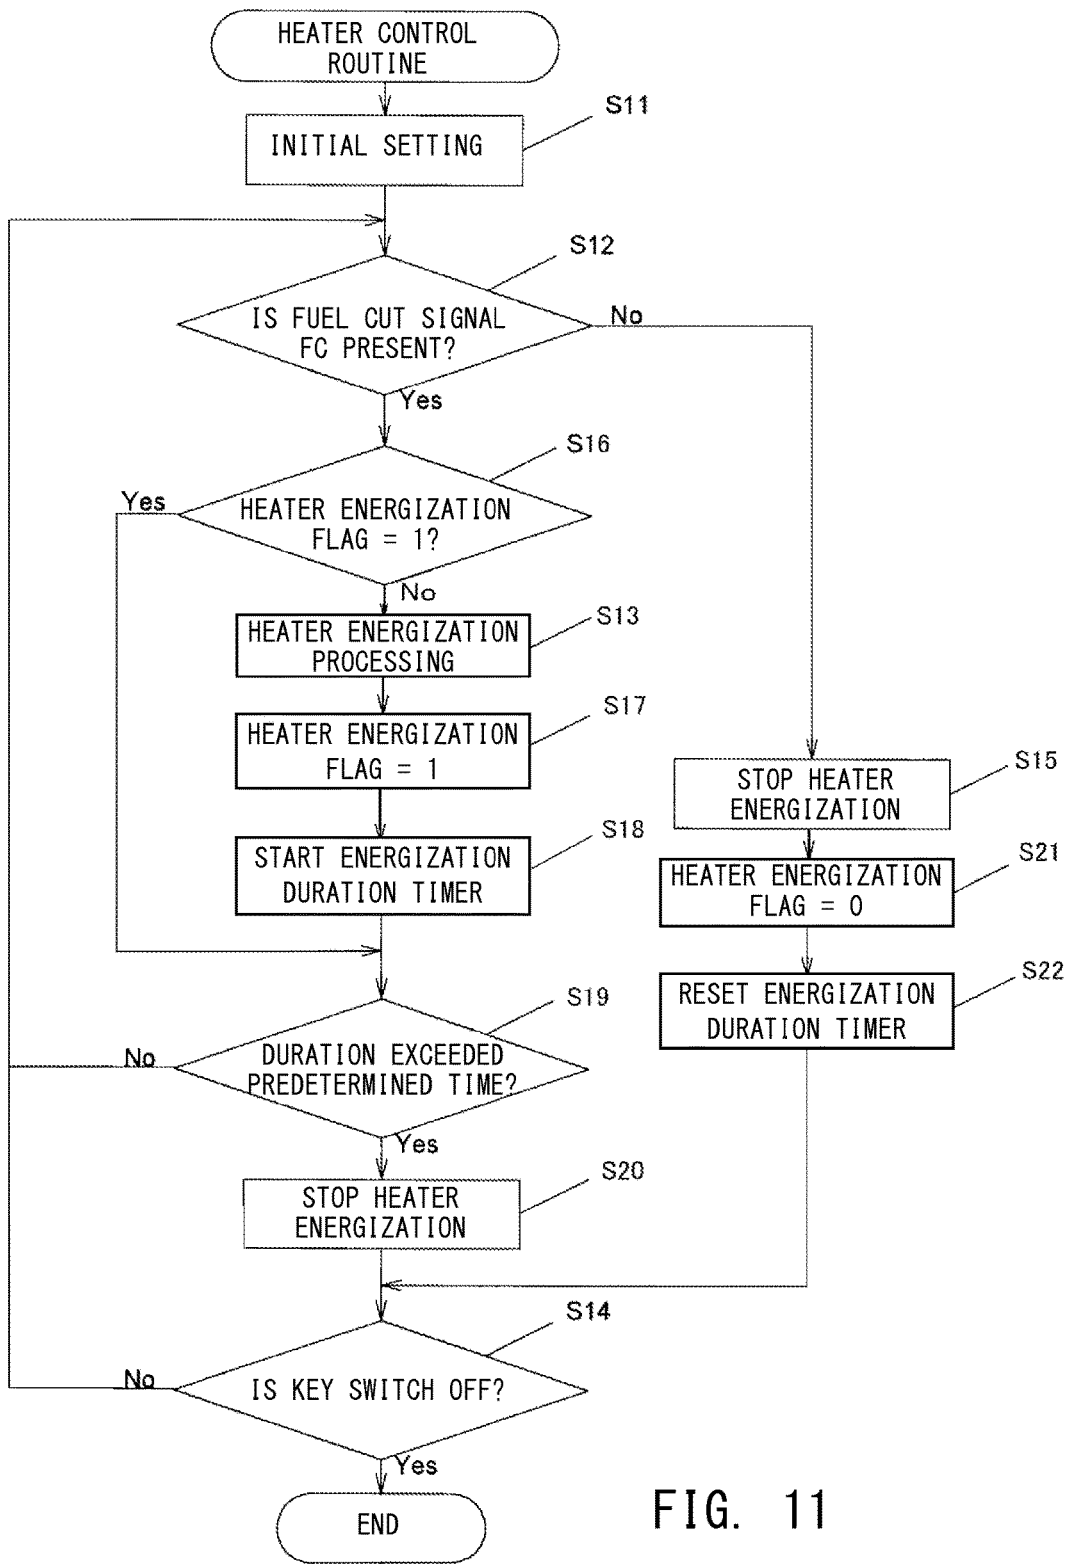 HEATER CONTROL
ROUTINE
S11
INITIAL SETTING
S12
IS FUEL CUT SIGNAL
FC PRESENT?
No
Yes
S16
HEATER ENERGIZATION
FLAG = 1?
Yes
No
S13
HEATER ENERGIZATION
PROCESSING
S17
HEATER ENERGIZATION
FLAG = 1
S15
STOP HEATER
ENERGIZATION
S18
START ENERGIZATION
DURATION TIMER
S21
HEATER ENERGIZATION
FLAG = 0
S22
RESET ENERGIZATION
DURATION TIMER
S19
DURATION EXCEEDED
PREDETERMINED TIME?
No
Yes
S20
STOP HEATER
ENERGIZATION
S14
IS KEY SWITCH OFF?
No
Yes
END
FIG. 11